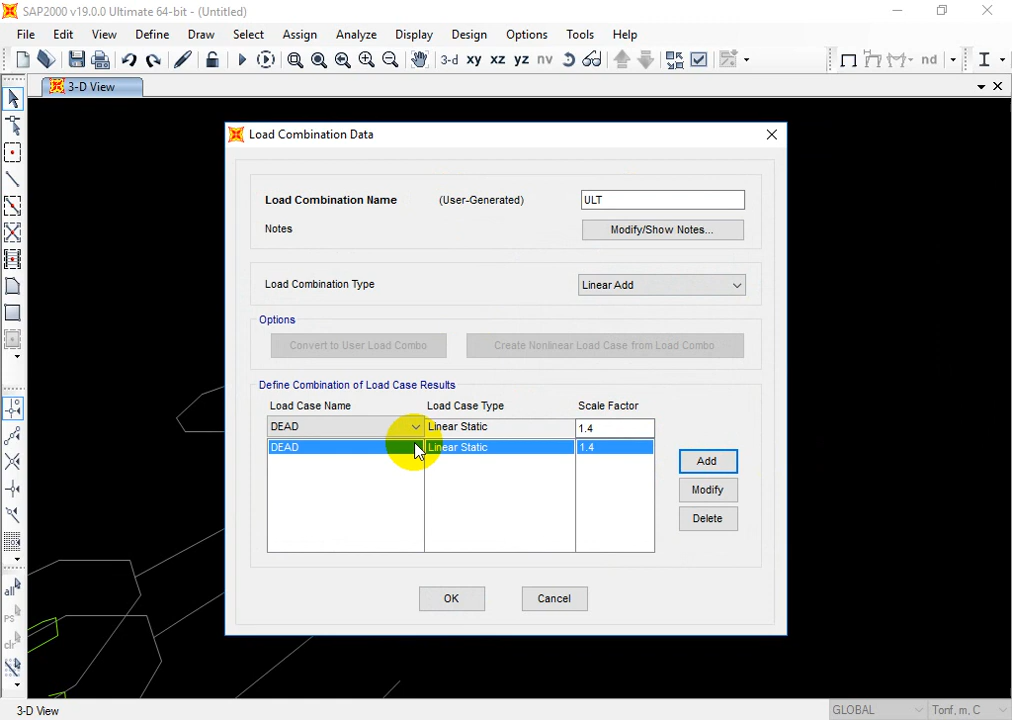 SAP2000 v19.0.0 Ultimate 64-bit - (Untitled)
File Edit View Define Draw Select Assign Analyze Display Design Options Tools Help
3-d xy xz yz nv nd
3-D View
Load Combination Data
Load Combination Name (User-Generated) ULT
Notes Modify/Show Notes...
Load Combination Type Linear Add
Options
Convert to User Load Combo Create Nonlinear Load Case from Load Combo
Define Combination of Load Case Results
Load Case Name Load Case Type Scale Factor
DEAD Linear Static 1.4
DEAD Linear Static 1.4
Add
Modify
Delete
OK Cancel
all
ps
clr
3-D View GLOBAL Tonf, m, C